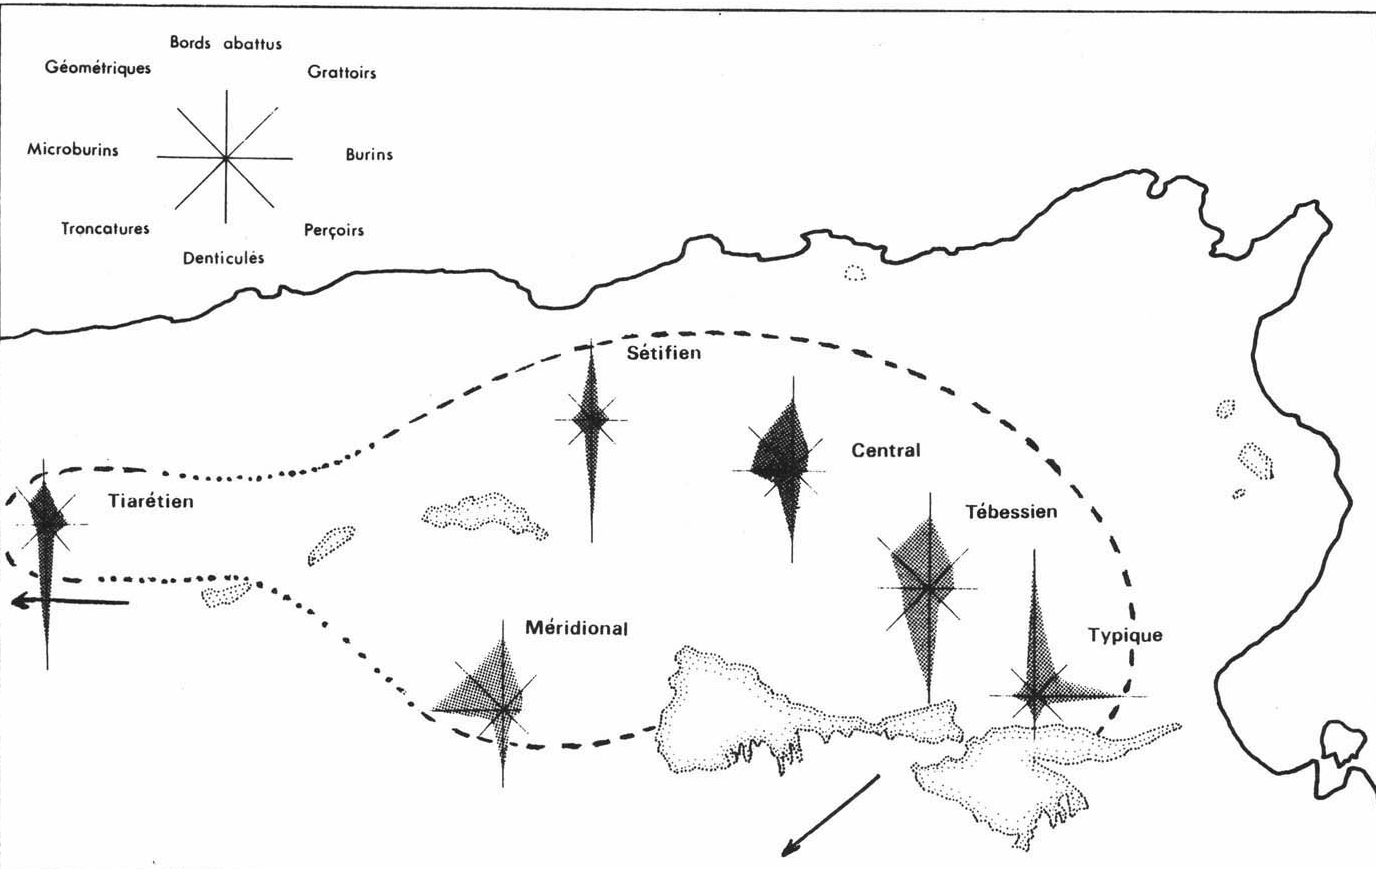 Bords abattus
Géométriques
Grattoirs
Microburins
Burins
Troncatures
Perçoirs
Denticulés
Sétifien
Central
Tiarétien
Tébessien
Méridional
Typique